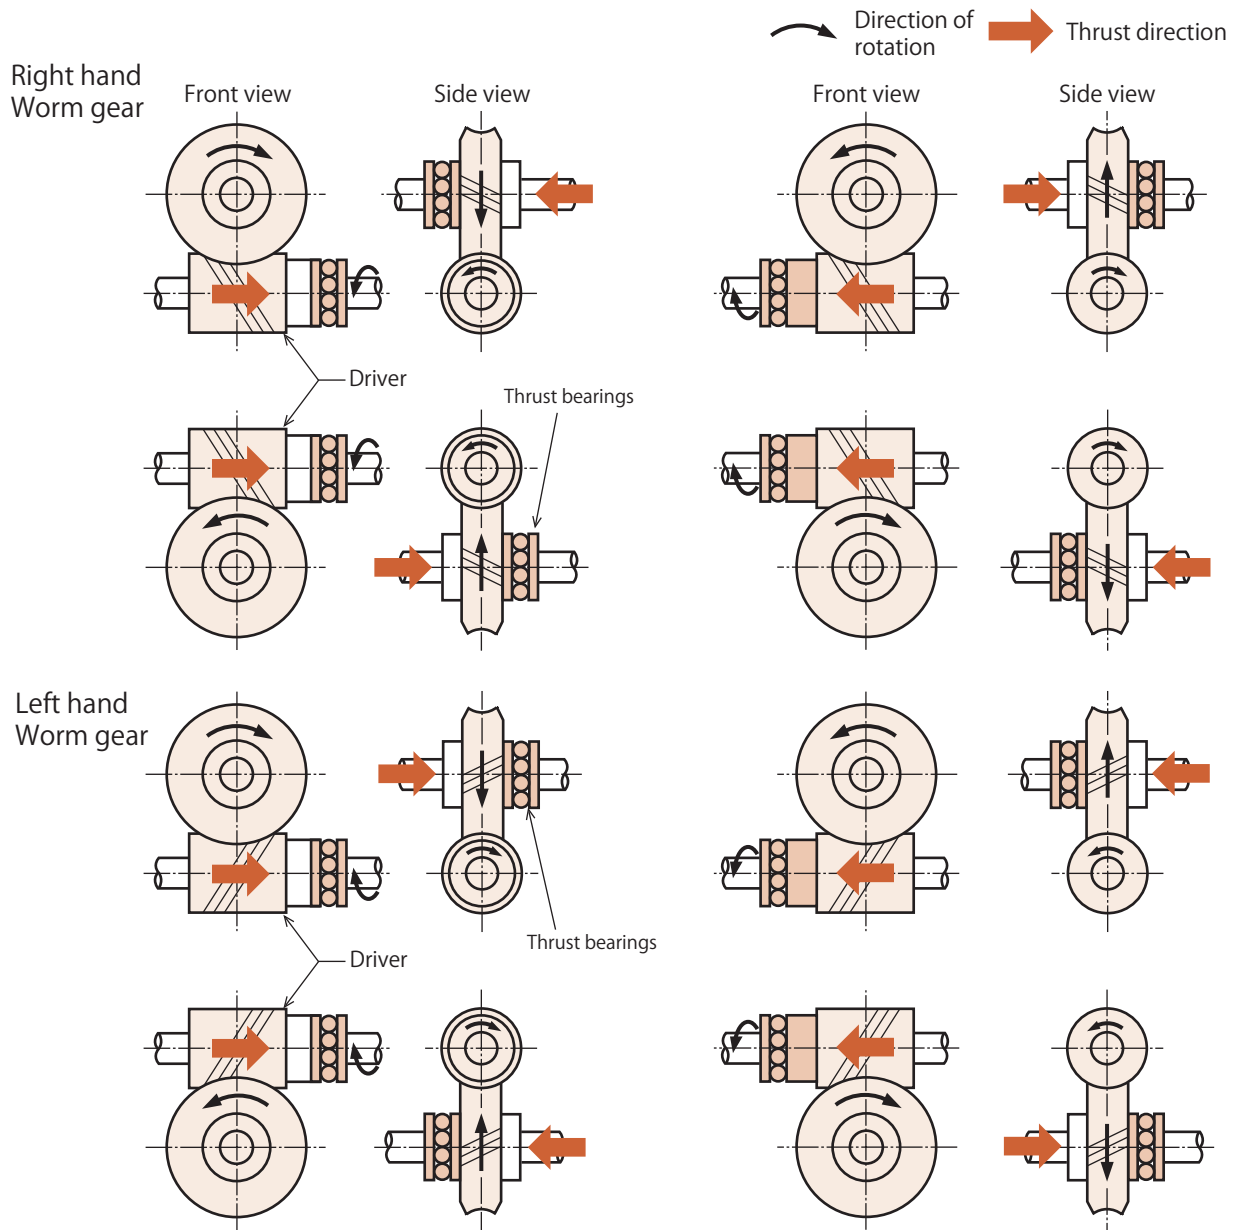 Direction of
rotation
Thrust direction
Right hand
Worm gear
Front view
Side view
Front view
Side view
Driver
Thrust bearings
Left hand
Worm gear
Thrust bearings
Driver